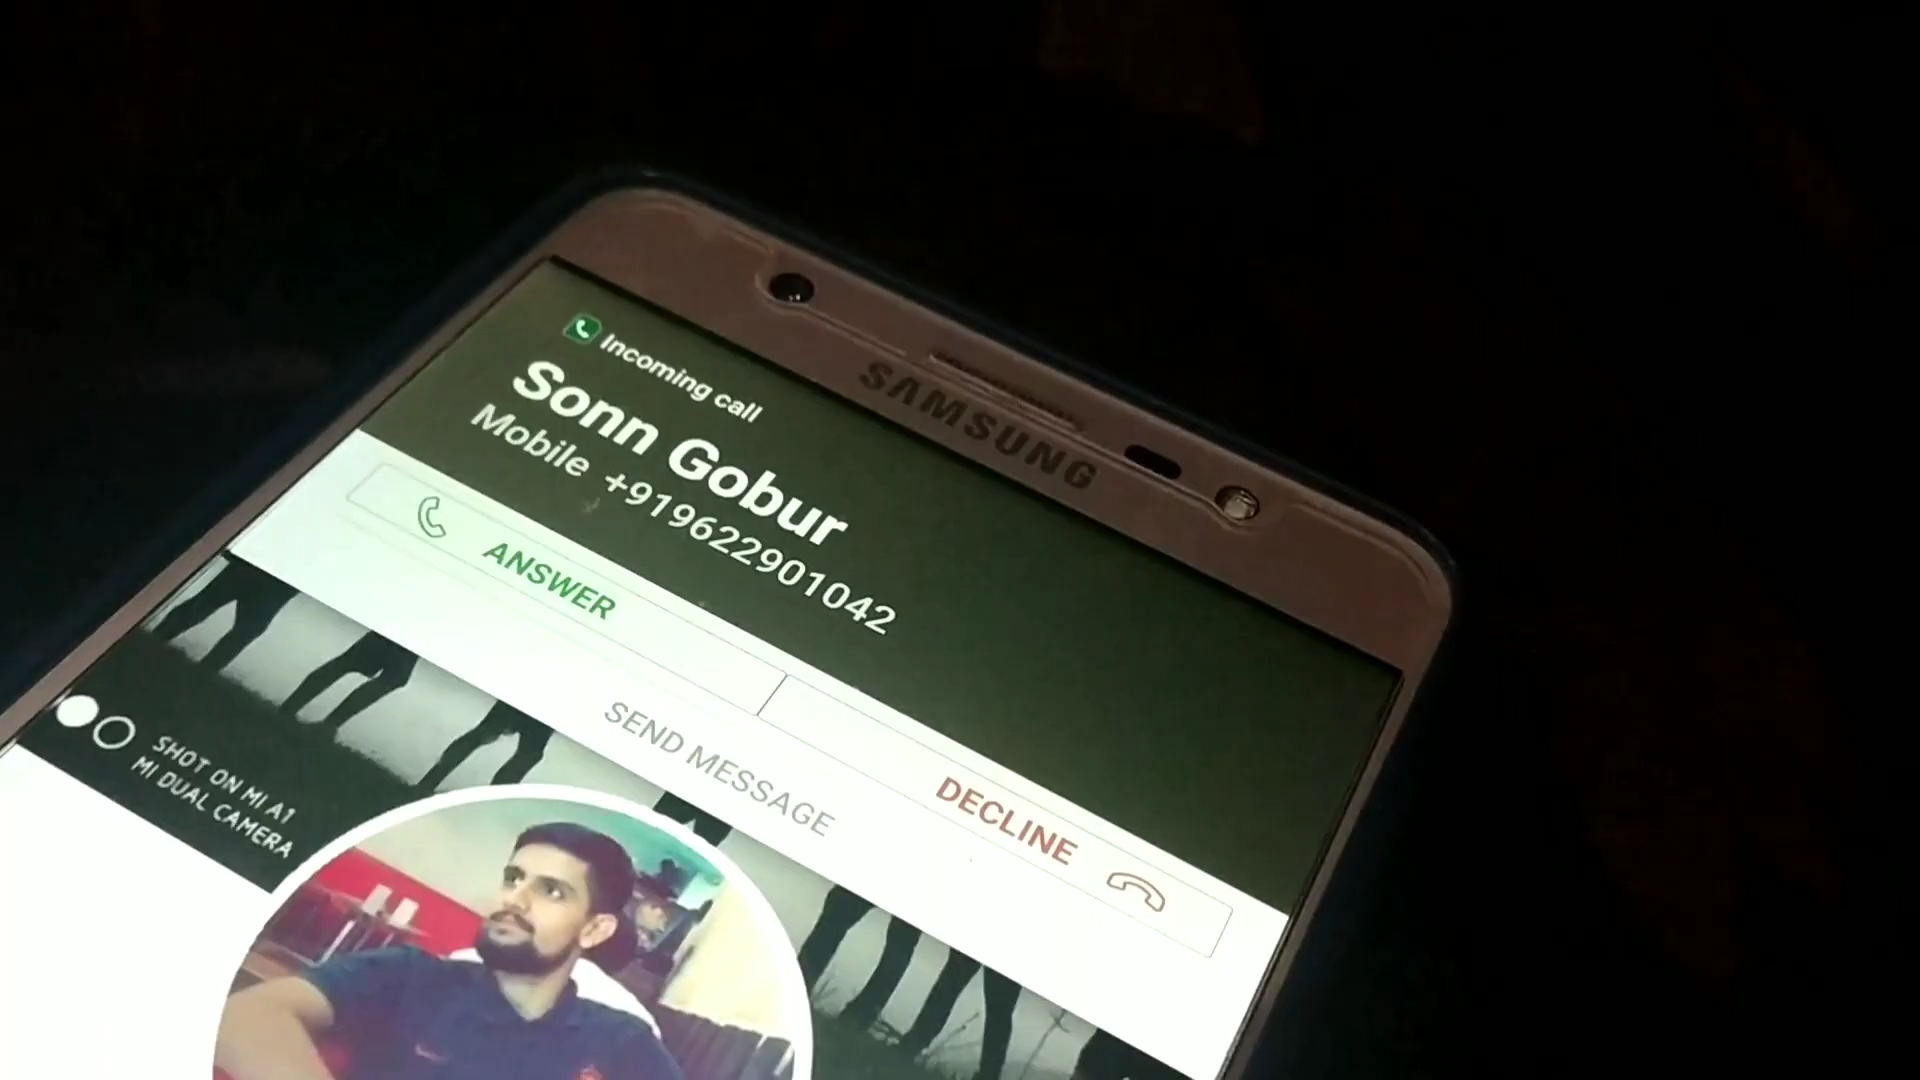 SAMSUNG
Incoming call
Sonn Gobur
Mobile +919622901042
ANSWER
DECLINE
SEND MESSAGE
SHOT ON MI A1
MI DUAL CAMERA